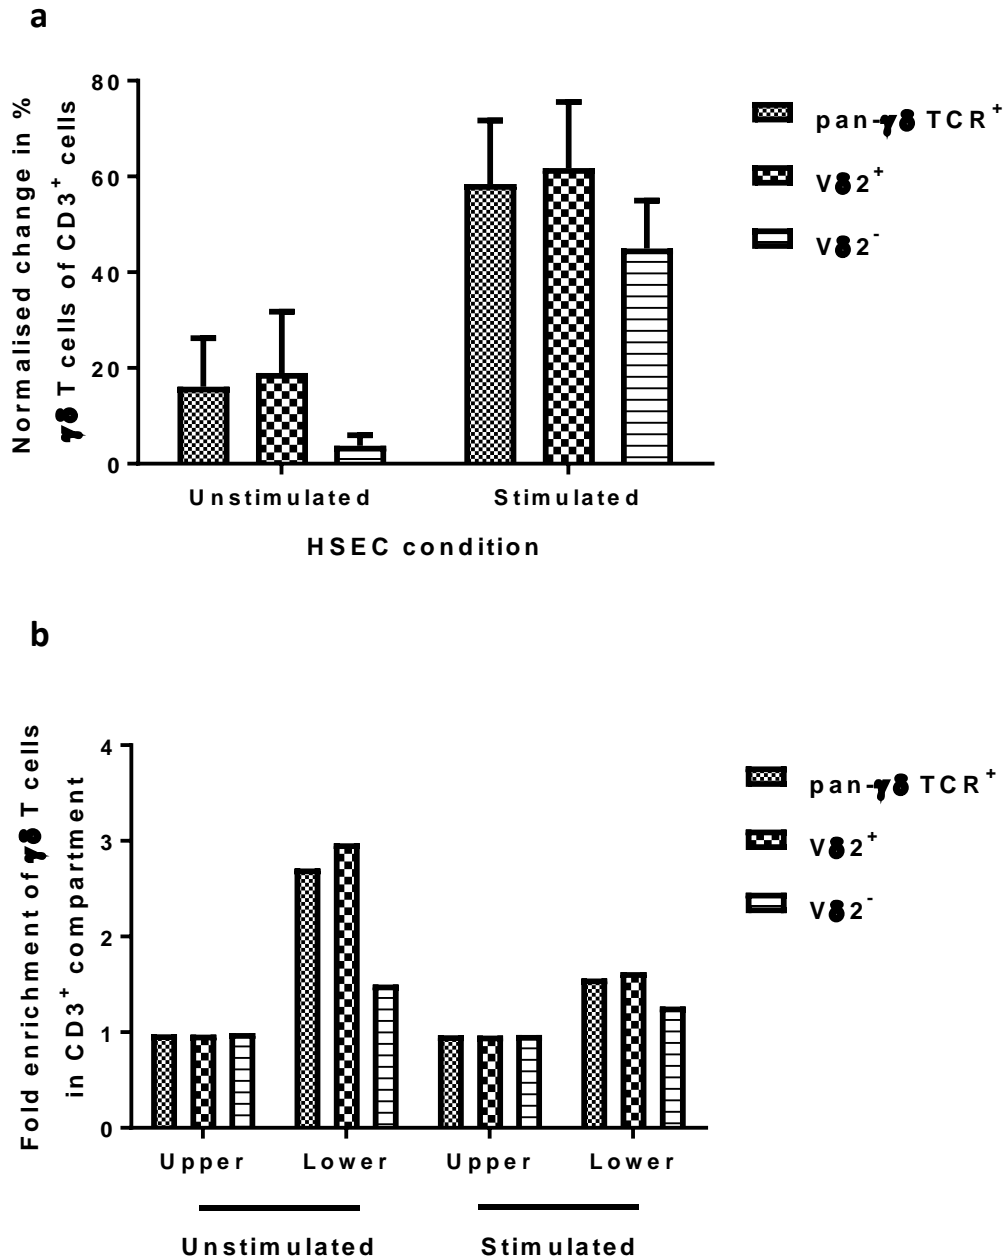 a
Normalised change in %
γδ T cells of CD3⁺ cells
80
60
40
20
0
Unstimulated
Stimulated
HSEC condition
pan-γδ TCR⁺
Vδ2⁺
Vδ2⁻
b
Fold enrichment of γδ T cells
in CD3⁺ compartment
4
3
2
1
0
Upper
Lower
Upper
Lower
Unstimulated
Stimulated
pan-γδ TCR⁺
Vδ2⁺
Vδ2⁻